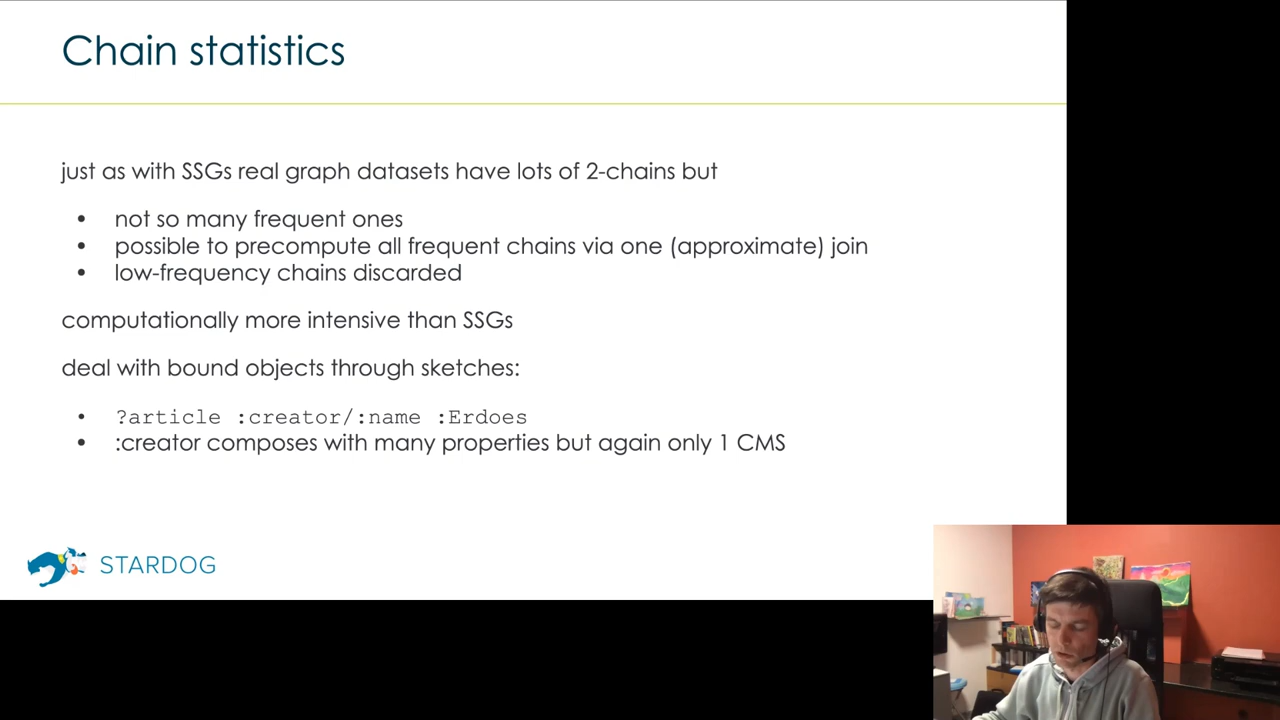 Chain statistics
just as with SSGs real graph datasets have lots of 2-chains but
• not so many frequent ones
• possible to precompute all frequent chains via one (approximate) join
• low-frequency chains discarded
computationally more intensive than SSGs
deal with bound objects through sketches:
• ?article :creator/:name :Erdoes
• :creator composes with many properties but again only 1 CMS
STARDOG